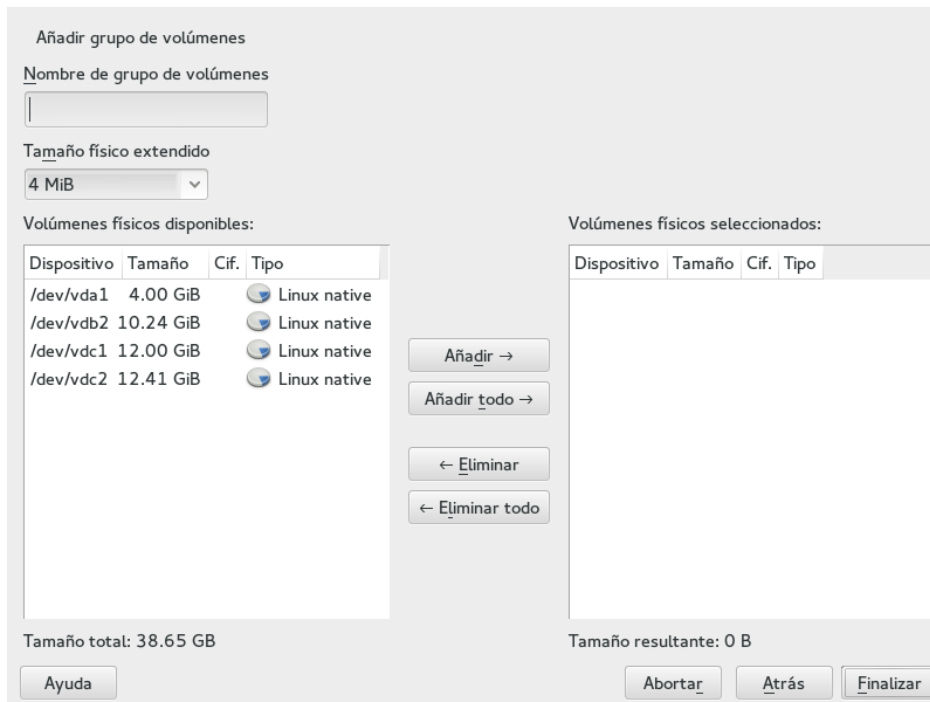 Añadir grupo de volúmenes
Nombre de grupo de volúmenes
Tamaño físico extendido
4 MiB
Volúmenes físicos disponibles:
Dispositivo Tamaño Cif. Tipo
/dev/vda1 4.00 GiB Linux native
/dev/vdb2 10.24 GiB Linux native
/dev/vdc1 12.00 GiB Linux native
/dev/vdc2 12.41 GiB Linux native
Tamaño total: 38.65 GB
Añadir →
Añadir todo →
← Eliminar
← Eliminar todo
Volúmenes físicos seleccionados:
Dispositivo Tamaño Cif. Tipo
Tamaño resultante: 0 B
Ayuda
Abortar
Atrás
Finalizar